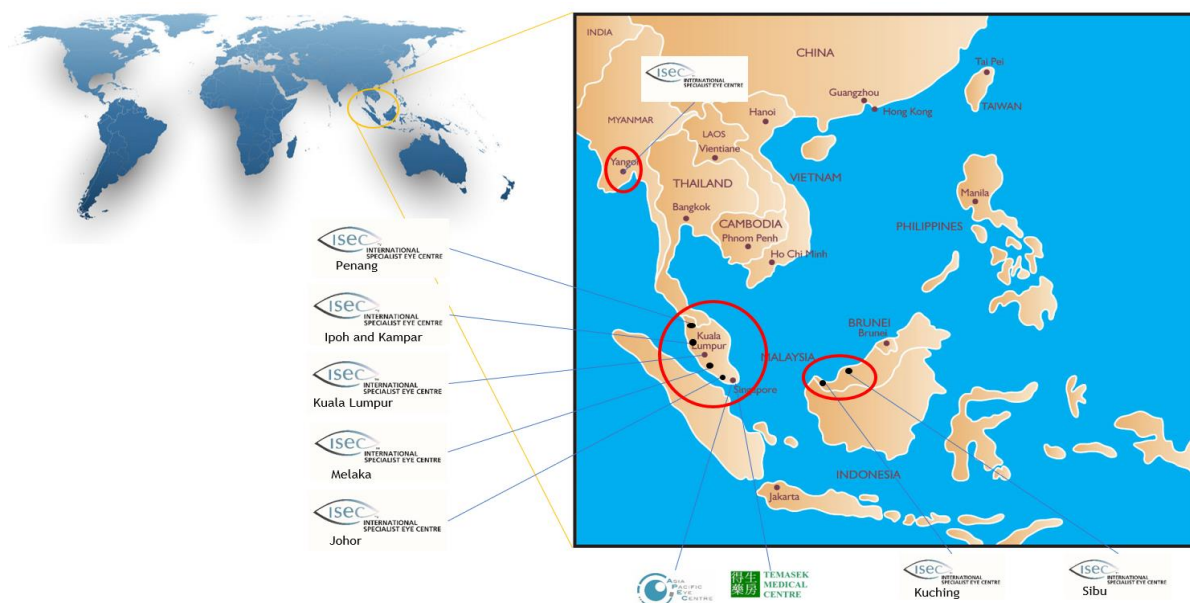 INDIA
CHINA
isec INTERNATIONAL
SPECIALIST EYE CENTRE
Tai Pei
Guangzhou
Hong Kong
TAIWAN
Hanoi
MYANMAR
LAOS
Vientiane
Yangon
VIETNAM
THAILAND
Manila
Bangkok
CAMBODIA
PHILIPPINES
Phnom Penh
Ho Chi Minh
isec INTERNATIONAL
SPECIALIST EYE CENTRE
Penang
isec INTERNATIONAL
SPECIALIST EYE CENTRE
Ipoh and Kampar
BRUNEI
Brunei
Kuala
Lumpur
MALAYSIA
isec INTERNATIONAL
SPECIALIST EYE CENTRE
Kuala Lumpur
Singapore
isec INTERNATIONAL
SPECIALIST EYE CENTRE
Melaka
INDONESIA
Jakarta
isec INTERNATIONAL
SPECIALIST EYE CENTRE
Johor
ASIA
PACIFIC
EYE
CENTRE
得生
藥房
TEMASEK
MEDICAL
CENTRE
isec INTERNATIONAL
SPECIALIST EYE CENTRE
Kuching
isec INTERNATIONAL
SPECIALIST EYE CENTRE
Sibu